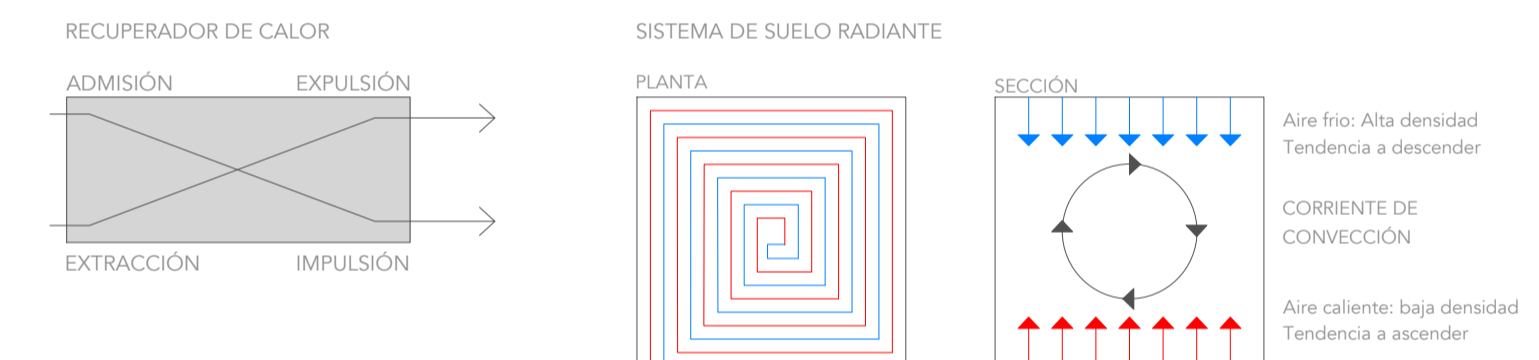 RECUPERADOR DE CALOR
ADMISIÓN
EXPULSIÓN
EXTRACCIÓN
IMPULSIÓN
SISTEMA DE SUELO RADIANTE
PLANTA
SECCIÓN
Aire frio: Alta densidad
Tendencia a descender
CORRIENTE DE
CONVECCIÓN
Aire caliente: baja densidad
Tendencia a ascender